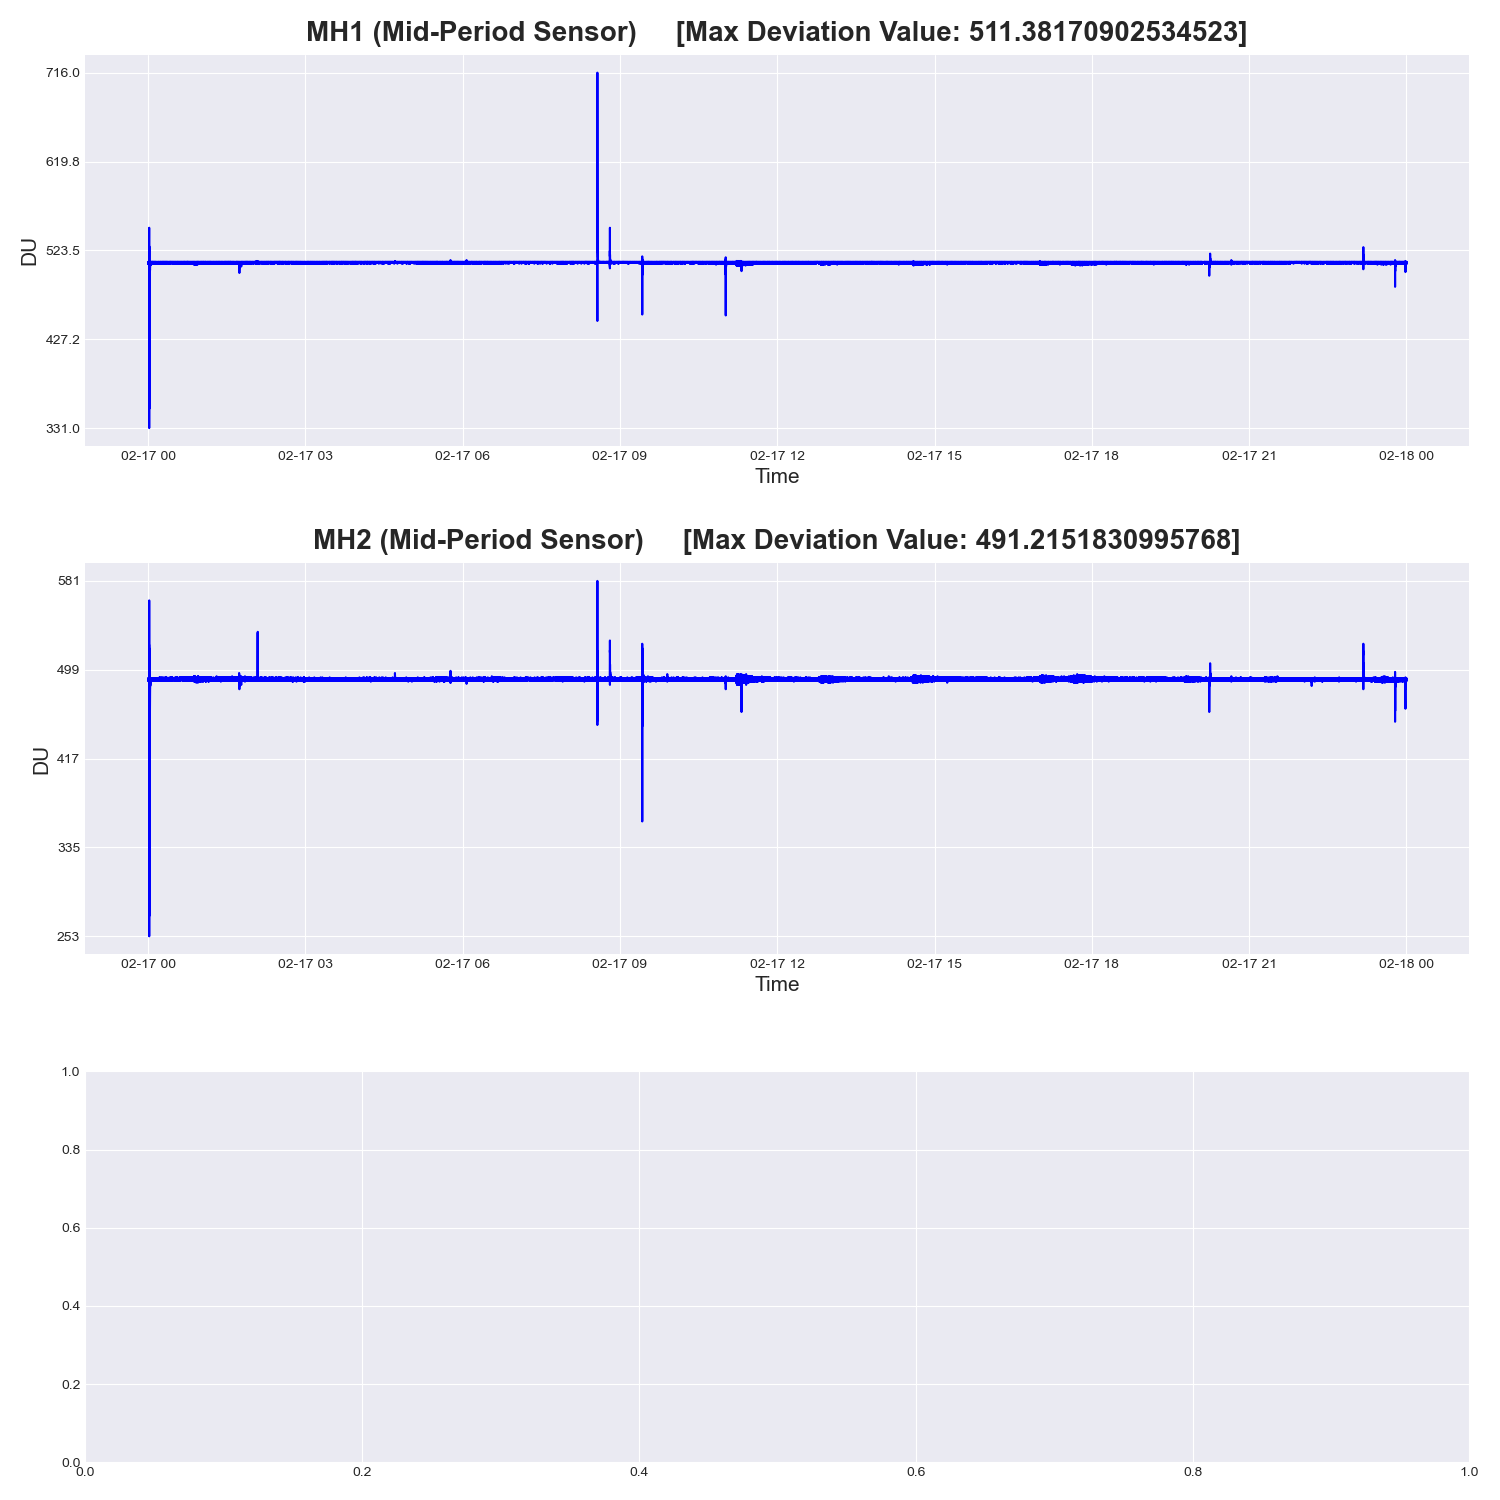 MH1 (Mid-Period Sensor) [Max Deviation Value: 511.38170902534523]
716.0
619.8
523.5
427.2
331.0
DU
02-17 00 02-17 03 02-17 06 02-17 09 02-17 12 02-17 15 02-17 18 02-17 21 02-18 00
Time
MH2 (Mid-Period Sensor) [Max Deviation Value: 491.2151830995768]
581
499
417
335
253
DU
02-17 00 02-17 03 02-17 06 02-17 09 02-17 12 02-17 15 02-17 18 02-17 21 02-18 00
Time
1.0
0.8
0.6
0.4
0.2
0.0
0.0 0.2 0.4 0.6 0.8 1.0